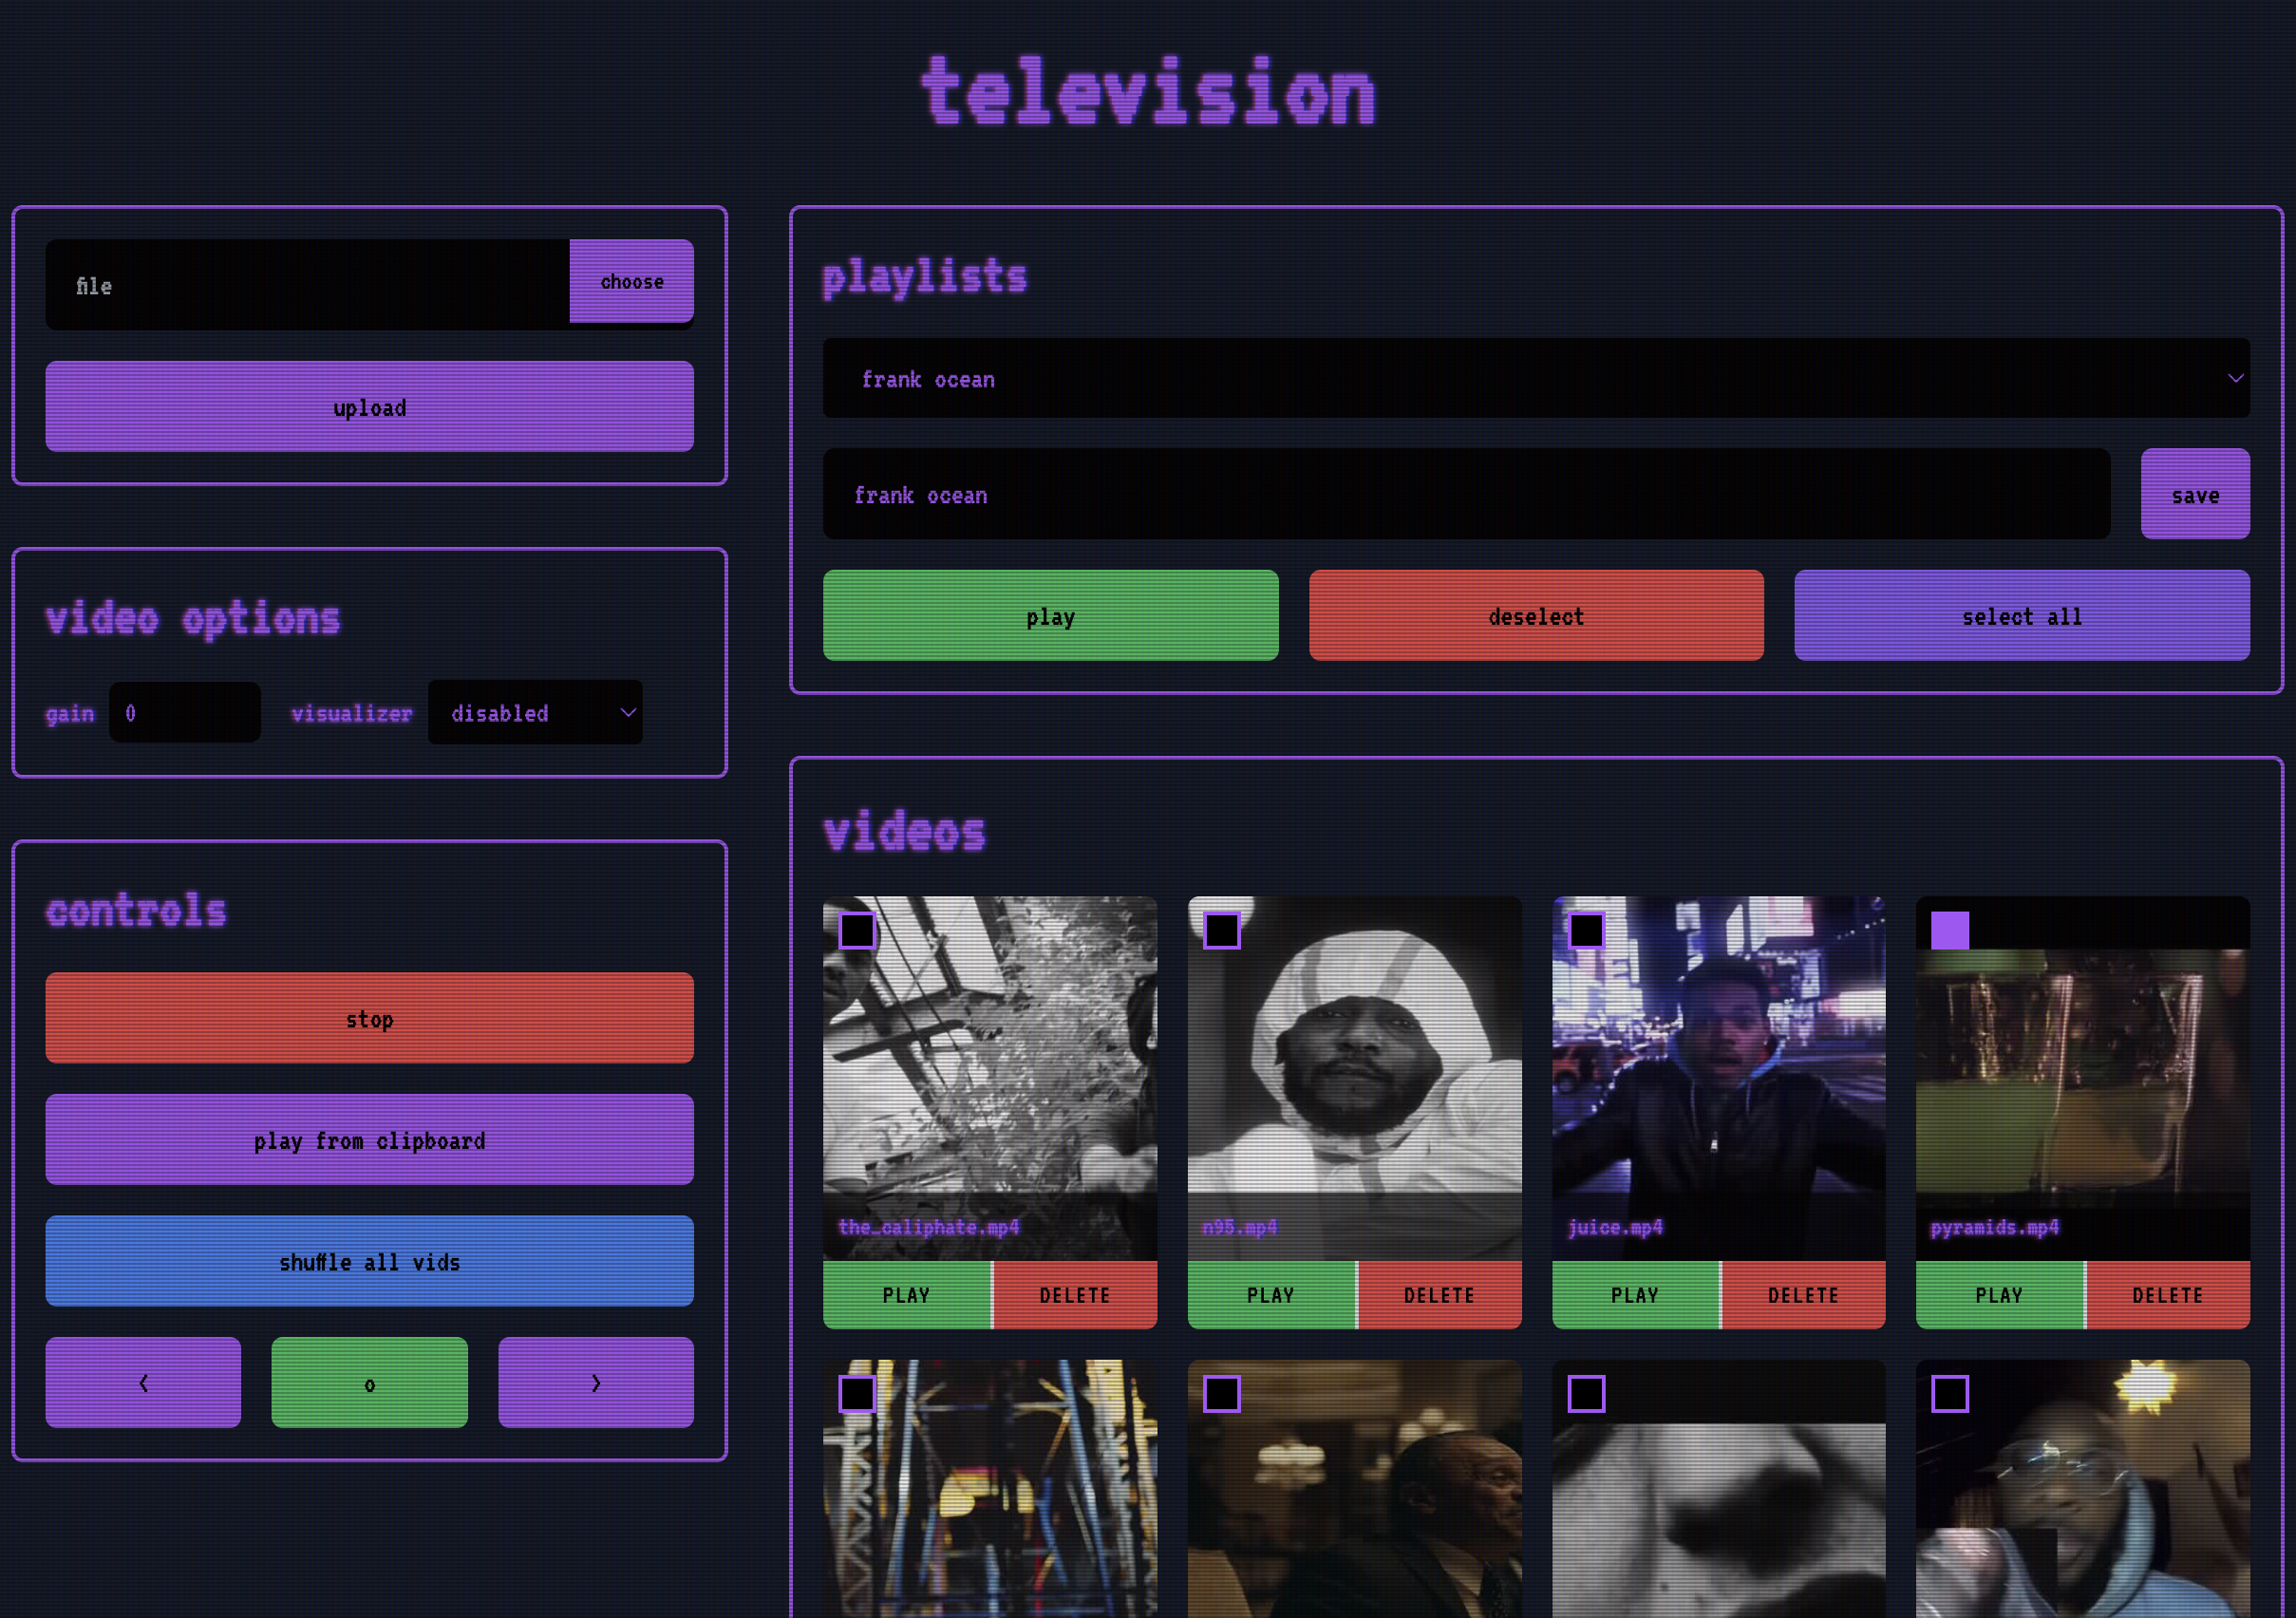 television
file
choose
upload
video options
gain 0 visualizer disabled
controls
stop
play from clipboard
shuffle all vids
< o >
playlists
frank ocean
frank ocean
save
play deselect select all
videos
the_caliphate.mp4
PLAY DELETE
n95.mp4
PLAY DELETE
juice.mp4
PLAY DELETE
pyramids.mp4
PLAY DELETE